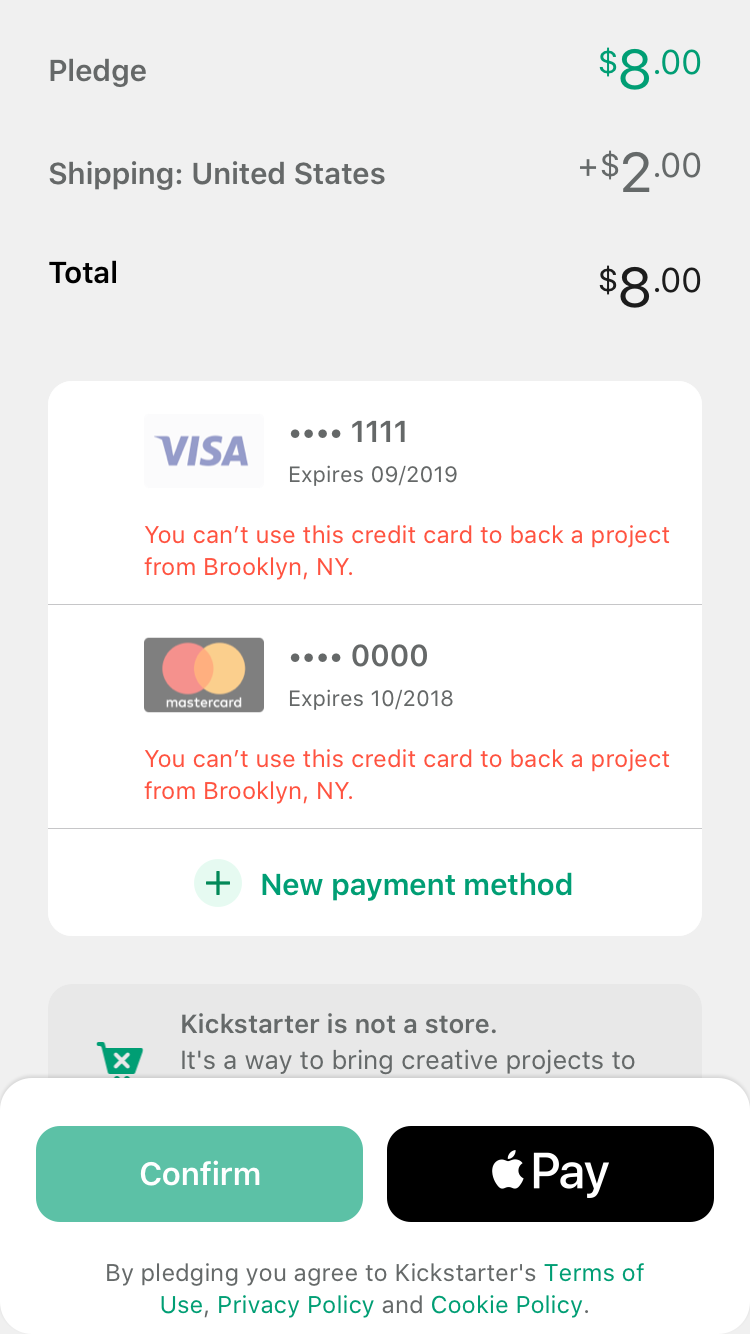 Pledge
$8.00
Shipping: United States
+$2.00
Total
$8.00
VISA
•••• 1111
Expires 09/2019
You can’t use this credit card to back a project
from Brooklyn, NY.
mastercard
•••• 0000
Expires 10/2018
You can’t use this credit card to back a project
from Brooklyn, NY.
+ New payment method
Kickstarter is not a store.
It's a way to bring creative projects to
Confirm
Pay
By pledging you agree to Kickstarter's Terms of
Use, Privacy Policy and Cookie Policy.